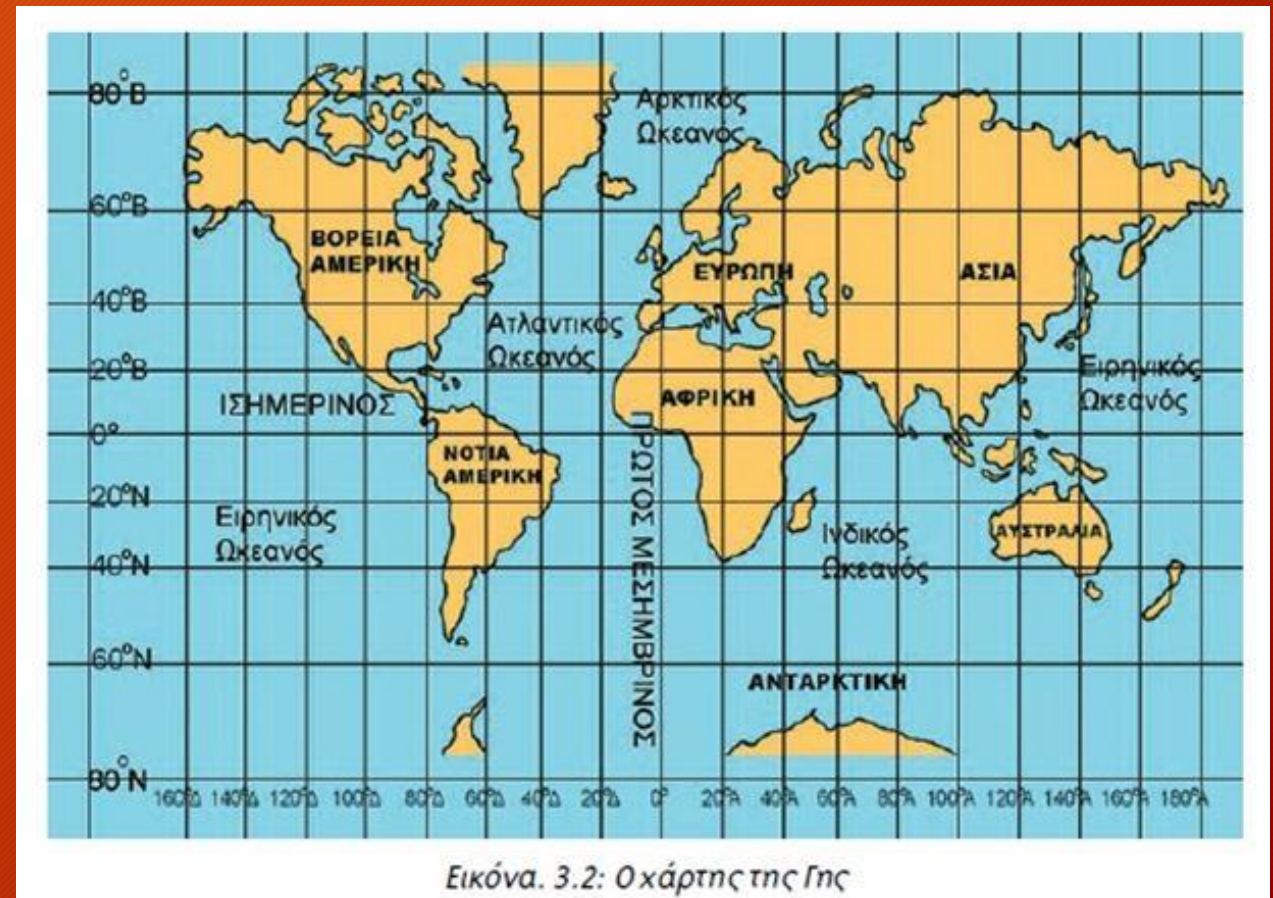 80°Β
Αρκτικός
Ωκεανός
60°Β
ΒΟΡΕΙΑ
ΑΜΕΡΙΚΗ
ΕΥΡΩΠΗ
ΑΣΙΑ
40°Β
Ατλαντικός
Ωκεανός
20°Β
Ειρηνικός
Ωκεανός
ΙΣΗΜΕΡΙΝΟΣ
ΑΦΡΙΚΗ
0°
ΠΡΩΤΟΣ ΜΕΣΗΜΒΡΙΝΟΣ
ΝΟΤΙΑ
ΑΜΕΡΙΚΗ
20°Ν
Ειρηνικός
Ωκεανός
Ινδικός
Ωκεανός
ΑΥΣΤΡΑΛΙΑ
40°Ν
60°Ν
ΑΝΤΑΡΚΤΙΚΗ
80°Ν
160°Δ 140°Δ 120°Δ 100°Δ 80°Δ 60°Δ 40°Δ 20°Δ 0° 20°Α 40°Α 60°Α 80°Α 100°Α 120°Α 140°Α 160°Α 180°Α
Εικόνα. 3.2: Ο χάρτης της Γης